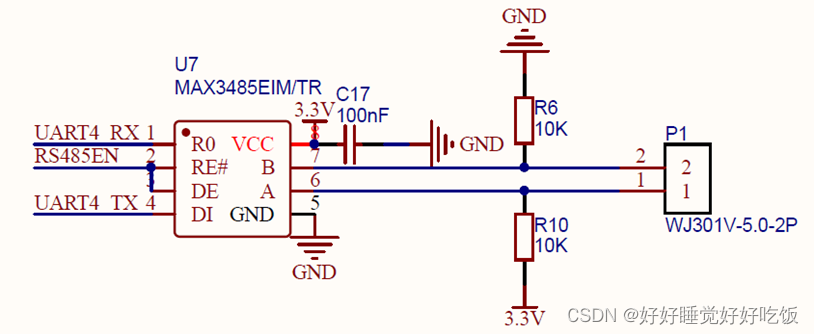 GND
U7
MAX3485EIM/TR
C17
3.3V
100nF
R6
10K
P1
UART4_RX 1
R0
VCC
GND
RS485EN
2
RE#
B
7
2
2
3
DE
A
6
1
1
UART4_TX 4
DI
GND
5
R10
10K
WJ301V-5.0-2P
GND
3.3V
CSDN @好好睡觉好好吃饭